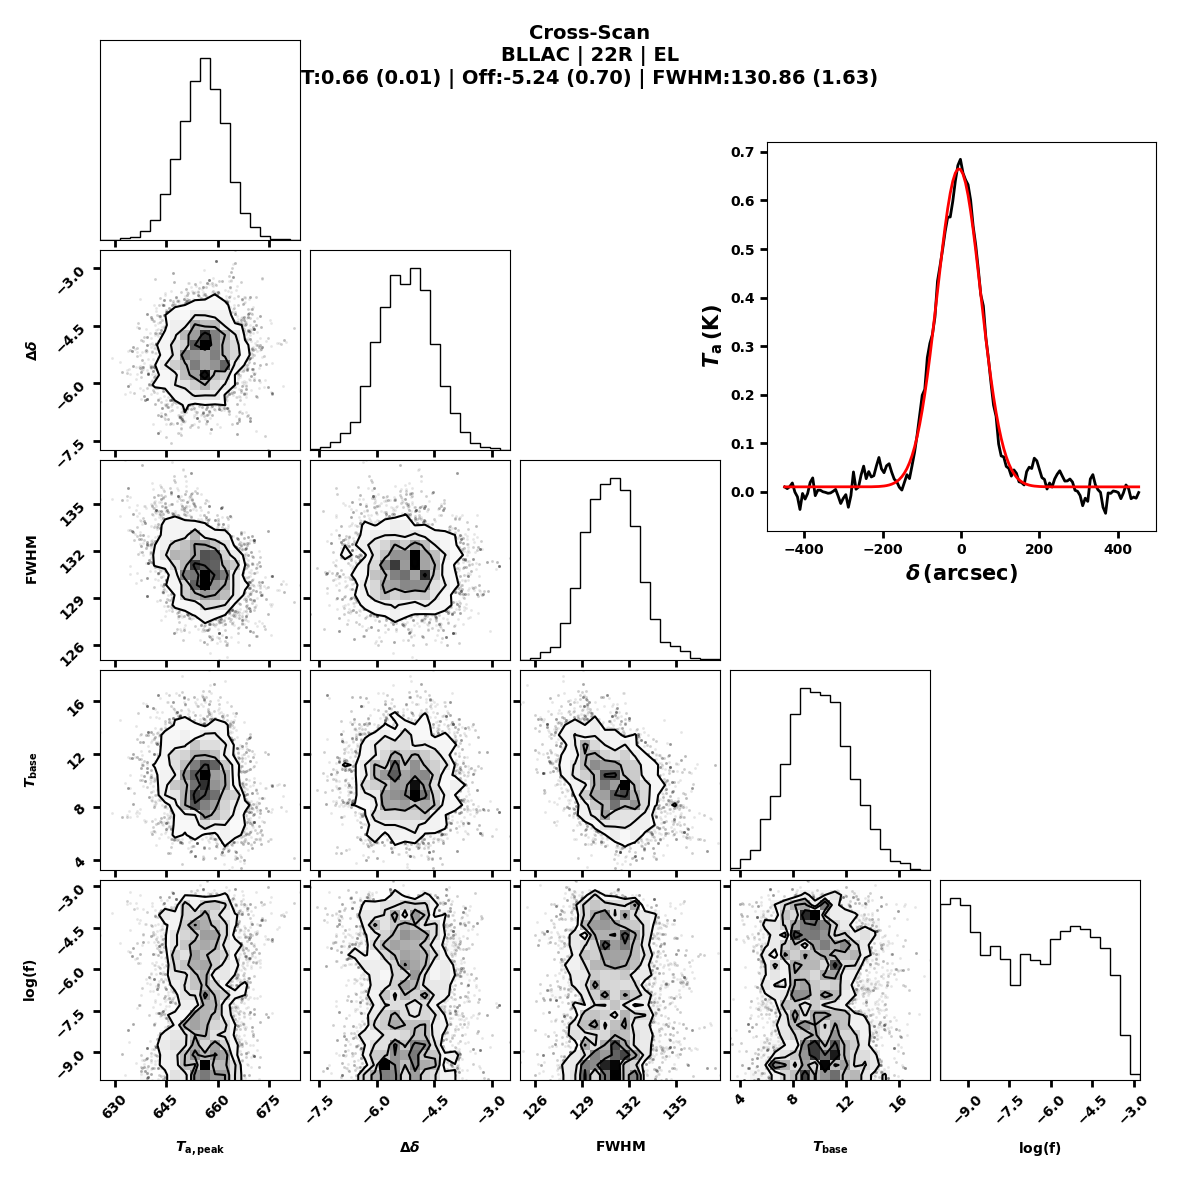 Cross-Scan
BLLAC | 22R | EL
T:0.66 (0.01) | Off:-5.24 (0.70) | FWHM:130.86 (1.63)
0.7
0.6
0.5
0.4
0.3
0.2
0.1
0.0
Ta (K)
−400 −200 0 200 400
δ (arcsec)
Δδ
−3.0
−4.5
−6.0
−7.5
FWHM
135
132
129
126
Tbase
16
12
8
4
log(f)
−3.0
−4.5
−6.0
−7.5
−9.0
630 645 660 675
−7.5 −6.0 −4.5 −3.0
126 129 132 135
4 8 12 16
−9.0 −7.5 −6.0 −4.5 −3.0
Ta, peak Δδ FWHM Tbase log(f)